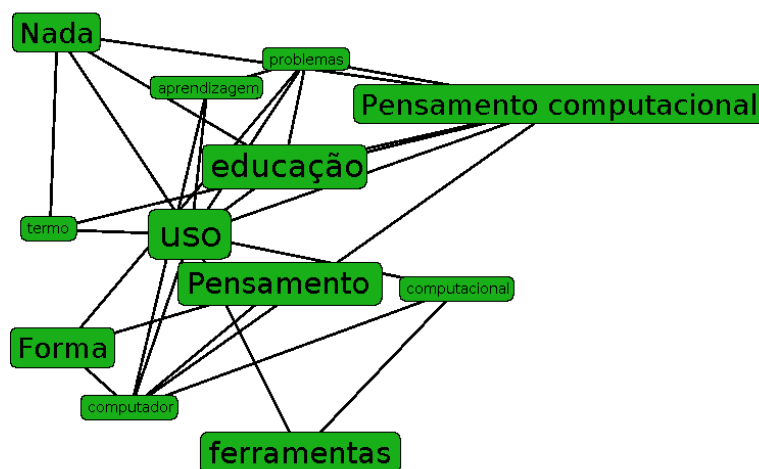 Nada
problemas
aprendizagem
Pensamento computacional
educação
termo
uso
Pensamento
computacional
Forma
computador
ferramentas